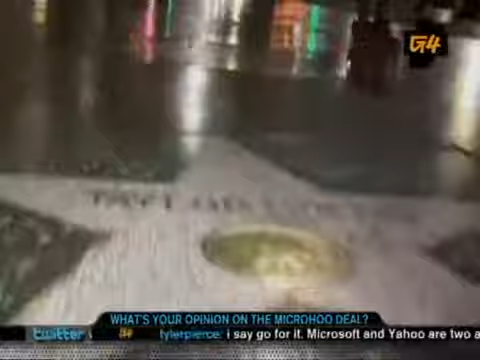 G4
WHAT'S YOUR OPINION ON THE MICROHOO DEAL?
twitter G4 tylerpierce: i say go for it. Microsoft and Yahoo are two a